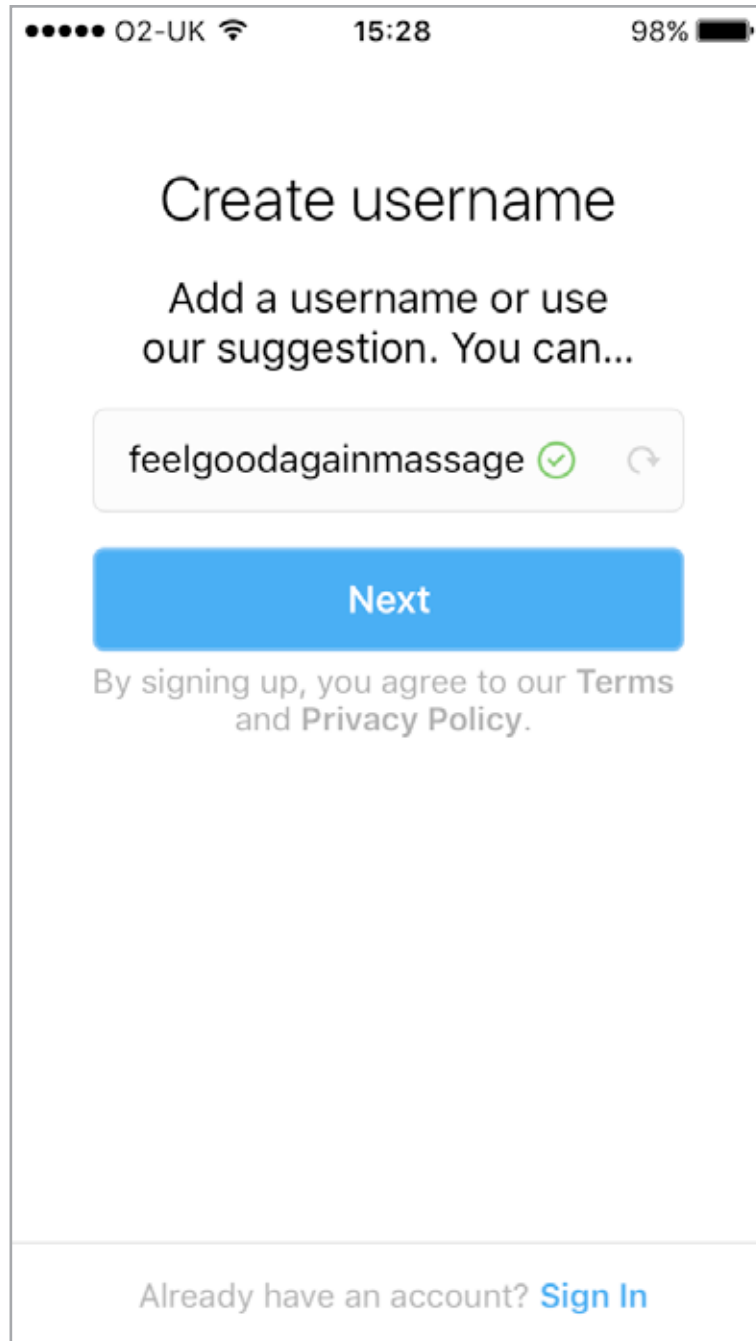 O2-UK 15:28 98%
Create username
Add a username or use
our suggestion. You can...
feelgoodagainmassage
Next
By signing up, you agree to our Terms
and Privacy Policy.
Already have an account? Sign In